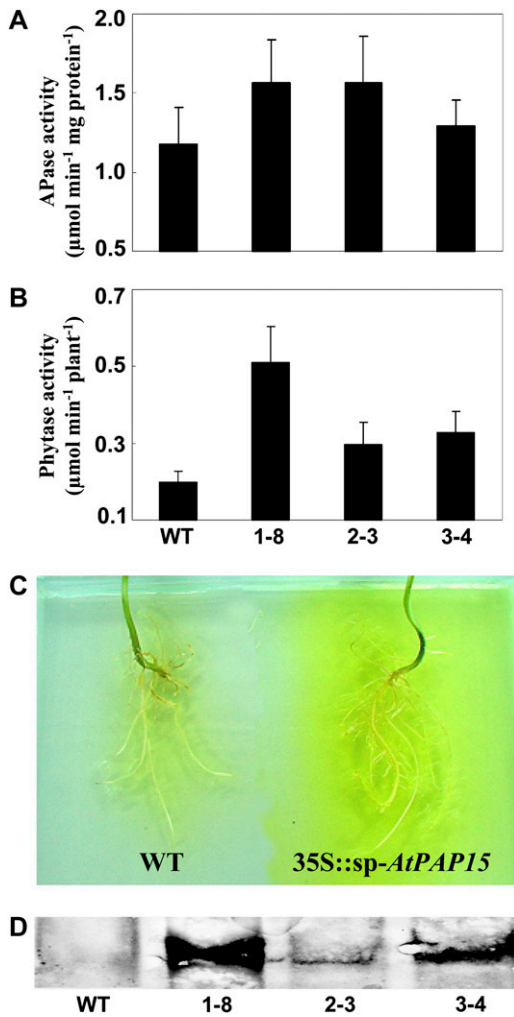 A
APase activity
(μmol min⁻¹ mg protein⁻¹)
2.0
1.5
1.0
0.5
B
Phytase activity
(μmol min⁻¹ plant⁻¹)
0.7
0.5
0.3
0.1
WT 1-8 2-3 3-4
C
WT 35S::sp-AtPAP15
D
WT 1-8 2-3 3-4